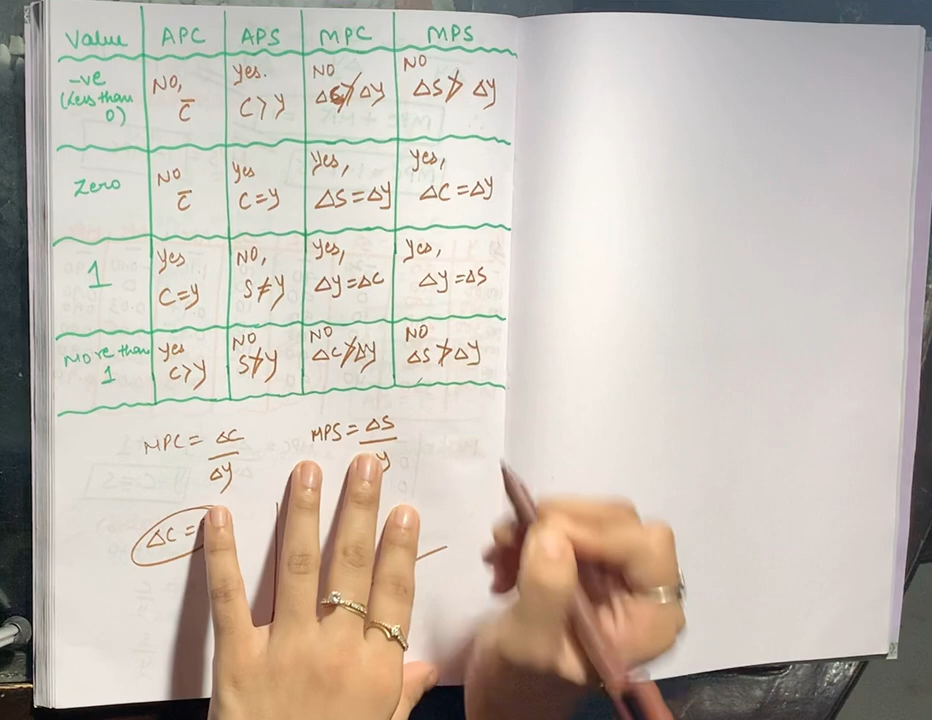 Value APC APS MPC MPS
-ve (Less than 0) NO, C̅ yes. C > Y NO ΔS ≯ ΔY NO ΔS ≯ ΔY
Zero NO C̅ yes C = Y yes, ΔS = ΔY yes, ΔC = ΔY
1 yes C = Y NO, S ≠ Y yes, ΔY = ΔC yes, ΔY = ΔS
More than 1 yes C > Y NO S ≯ Y NO ΔC ≯ ΔY NO ΔS ≯ ΔY
MPC = ΔC/ΔY MPS = ΔS/Y
ΔC =